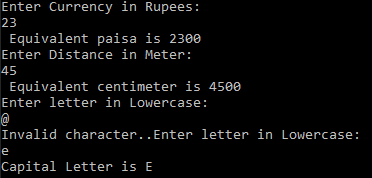 Enter Currency in Rupees:
23
 Equivalent paisa is 2300
Enter Distance in Meter:
45
 Equivalent centimeter is 4500
Enter letter in Lowercase:
@
Invalid character..Enter letter in Lowercase:
e
Capital Letter is E